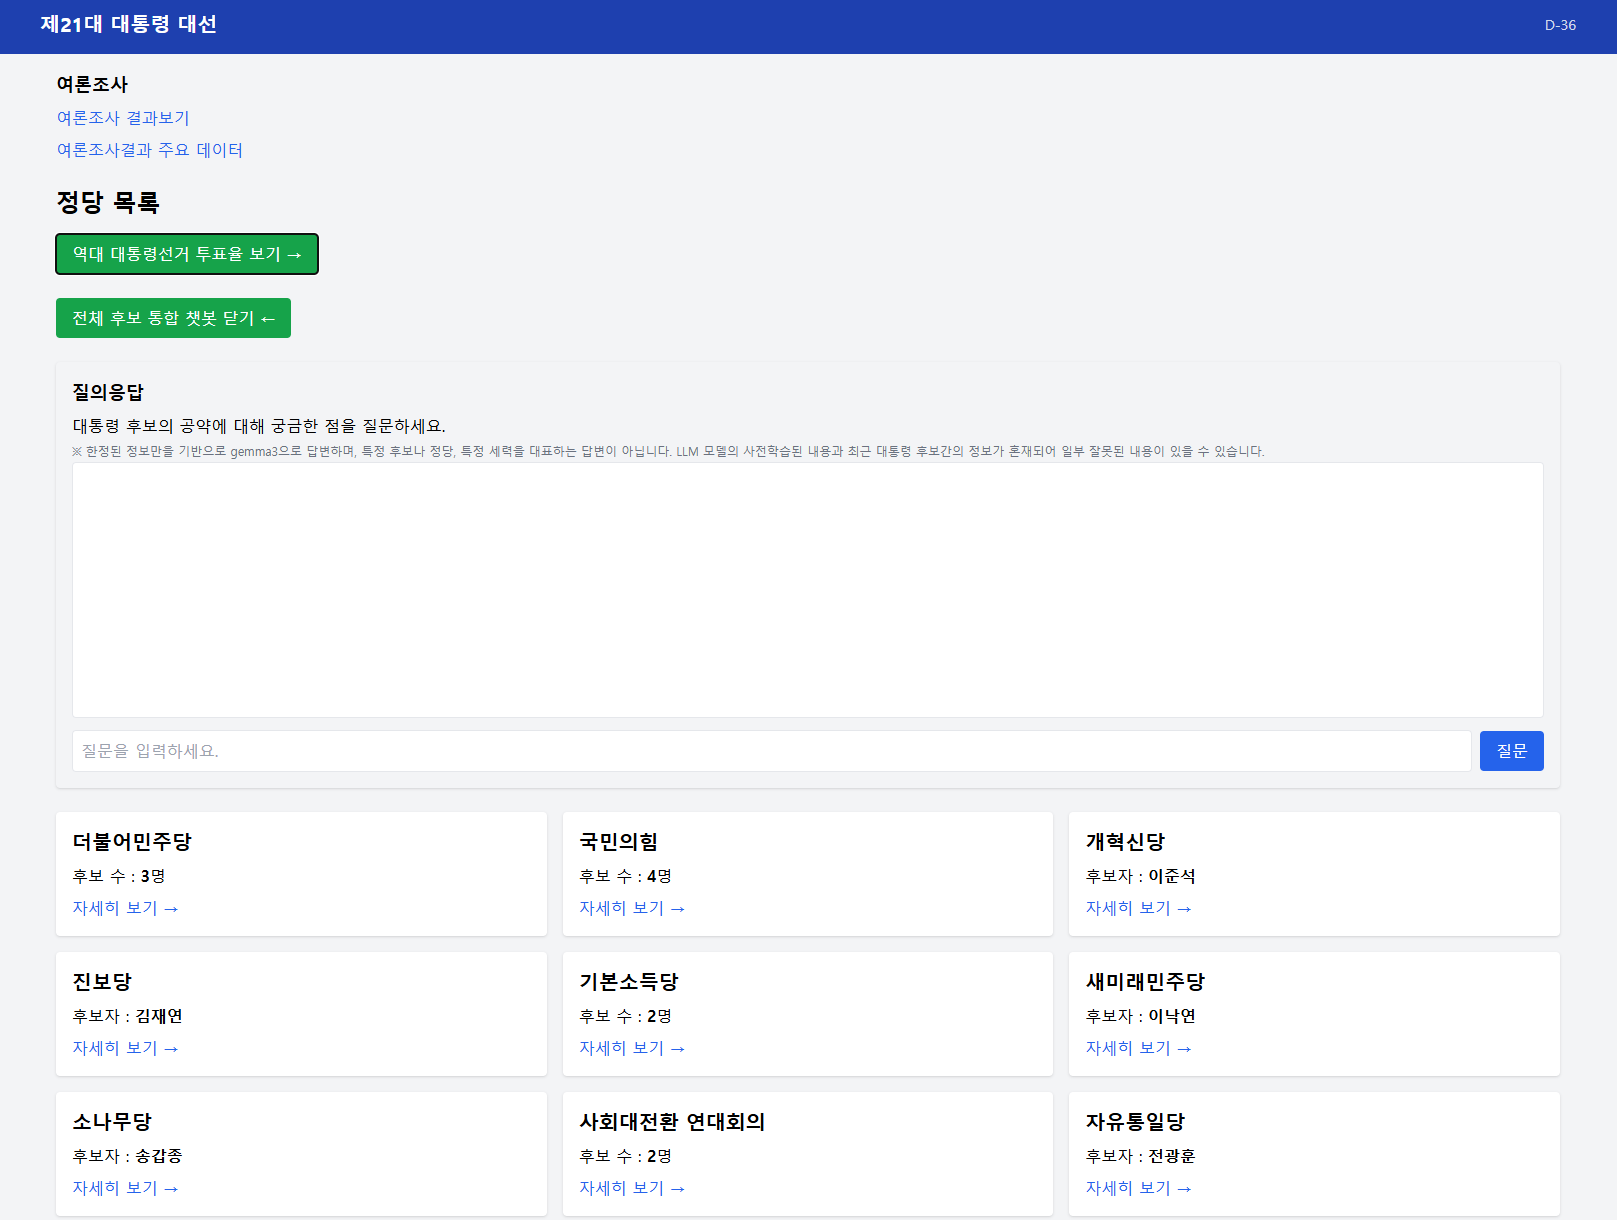 제21대 대통령 대선
D-36
여론조사
여론조사 결과보기
여론조사결과 주요 데이터
정당 목록
역대 대통령선거 투표율 보기 →
전체 후보 통합 챗봇 닫기 ←
질의응답
대통령 후보의 공약에 대해 궁금한 점을 질문하세요.
※ 한정된 정보만을 기반으로 gemma3으로 답변하며, 특정 후보나 정당, 특정 세력을 대표하는 답변이 아닙니다. LLM 모델의 사전학습된 내용과 최근 대통령 후보간의 정보가 혼재되어 일부 잘못된 내용이 있을 수 있습니다.
질문을 입력하세요.
질문
더불어민주당
후보 수 : 3명
자세히 보기 →
국민의힘
후보 수 : 4명
자세히 보기 →
개혁신당
후보자 : 이준석
자세히 보기 →
진보당
후보자 : 김재연
자세히 보기 →
기본소득당
후보 수 : 2명
자세히 보기 →
새미래민주당
후보자 : 이낙연
자세히 보기 →
소나무당
후보자 : 송갑종
자세히 보기 →
사회대전환 연대회의
후보 수 : 2명
자세히 보기 →
자유통일당
후보자 : 전광훈
자세히 보기 →